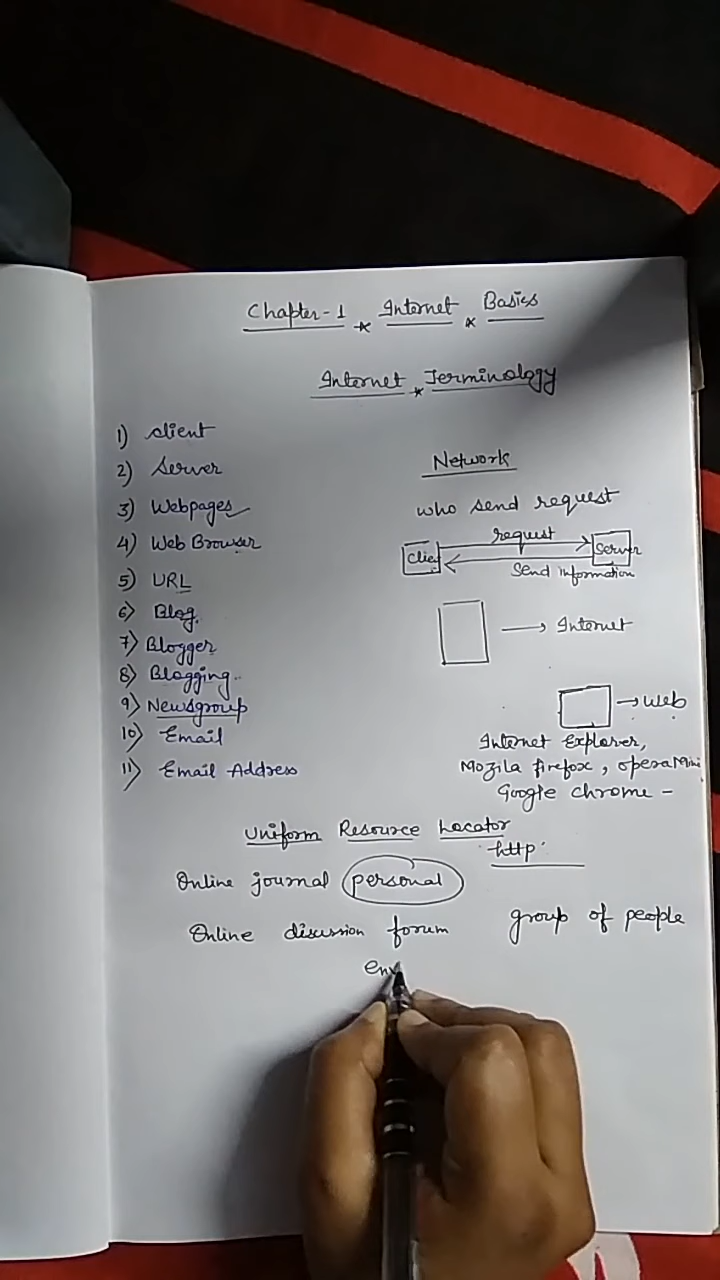 Chapter-1 * Internet * Basics
Internet * Terminology
1) Client
2) Server
3) Webpages
4) Web Browser
5) URL
6) Blog
7) Blogger
8) Blogging
9) Newsgroup
10) Email
11) Email Address
Network
who send request
request
Client Server
Send information
→ Internet
→ Web
Internet Explorer,
Mozila firefox, opera Mini
Google chrome -
Uniform Resource Locator
http:
Online journal personal
Online discussion forum group of people